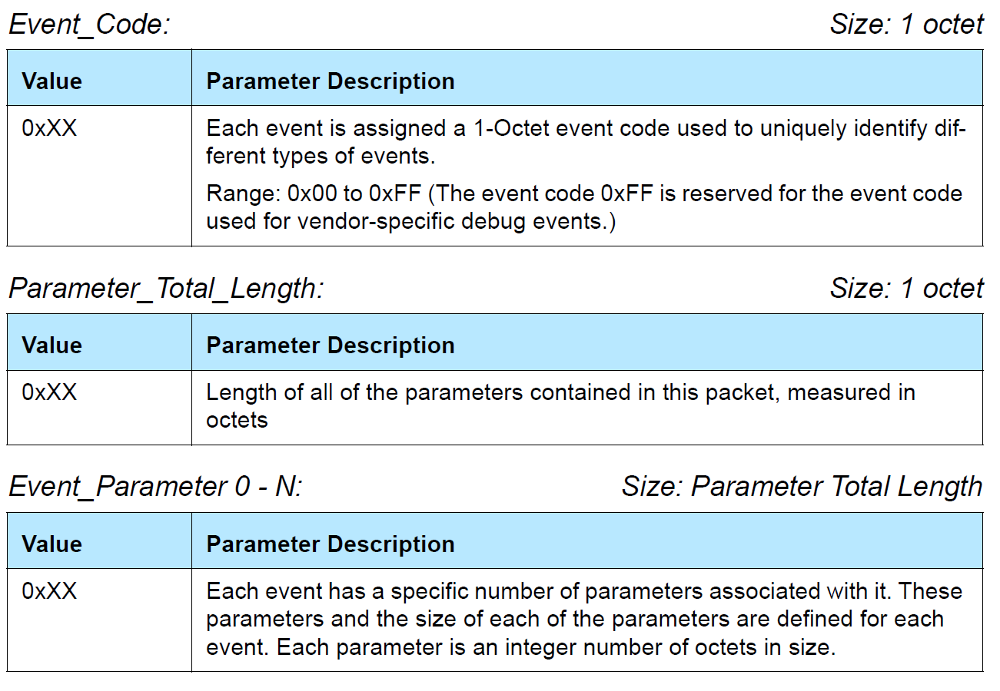 Event_Code: Size: 1 octet
Value Parameter Description
0xXX Each event is assigned a 1-Octet event code used to uniquely identify dif-
ferent types of events.
Range: 0x00 to 0xFF (The event code 0xFF is reserved for the event code
used for vendor-specific debug events.)
Parameter_Total_Length: Size: 1 octet
Value Parameter Description
0xXX Length of all of the parameters contained in this packet, measured in
octets
Event_Parameter 0 - N: Size: Parameter Total Length
Value Parameter Description
0xXX Each event has a specific number of parameters associated with it. These
parameters and the size of each of the parameters are defined for each
event. Each parameter is an integer number of octets in size.